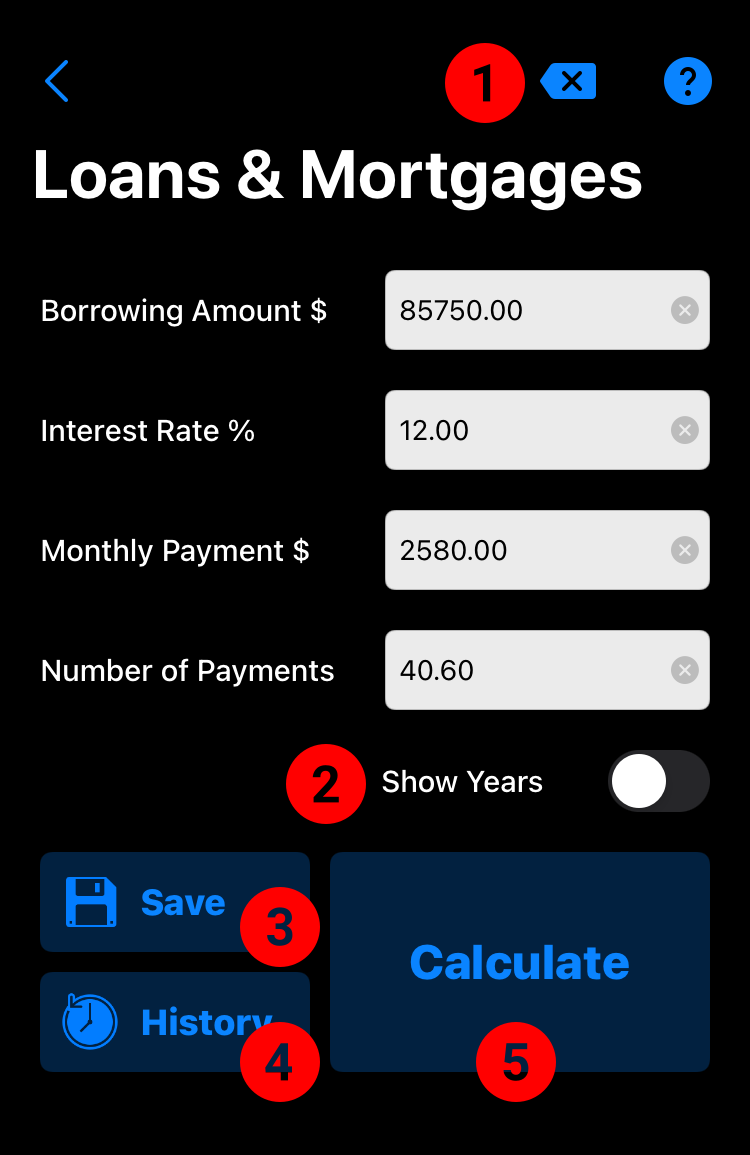 1 ?
Loans & Mortgages
Borrowing Amount $ 85750.00
Interest Rate % 12.00
Monthly Payment $ 2580.00
Number of Payments 40.60
2 Show Years
Save
3
Calculate
History
4
5